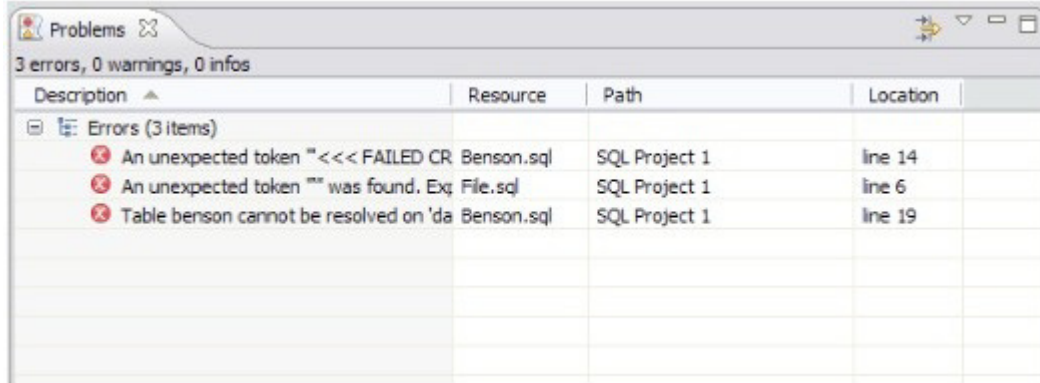 Problems
3 errors, 0 warnings, 0 infos
Description Resource Path Location
Errors (3 items)
An unexpected token "<<< FAILED CR Benson.sql SQL Project 1 line 14
An unexpected token """ was found. Exp File.sql SQL Project 1 line 6
Table benson cannot be resolved on 'da Benson.sql SQL Project 1 line 19